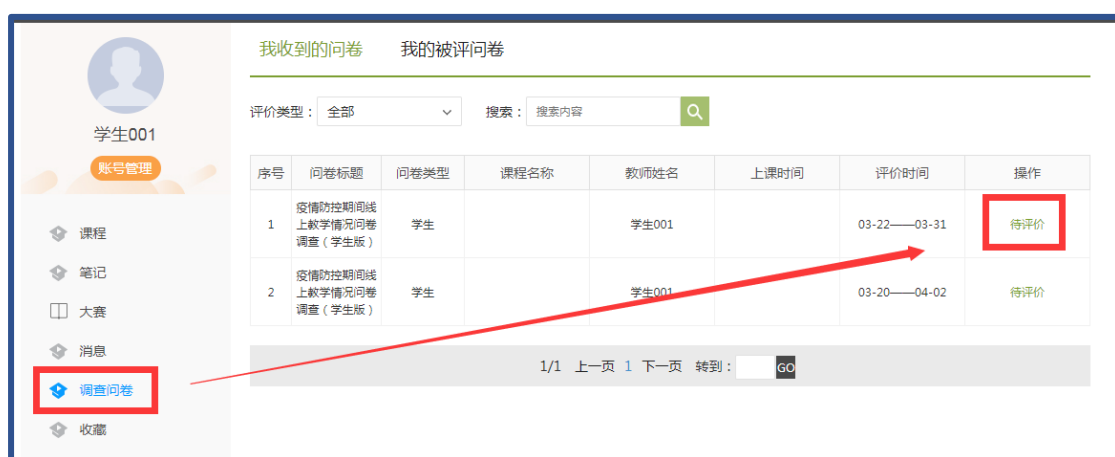 我收到的问卷 我的被评问卷
评价类型： 全部 搜索： 搜索内容
学生001
账号管理
课程
笔记
大赛
消息
调查问卷
收藏
序号 问卷标题 问卷类型 课程名称 教师姓名 上课时间 评价时间 操作
1 疫情防控期间线 学生 学生001 03-22——03-31 待评价
上教学情况问卷
调查（学生版）
2 疫情防控期间线 学生 学生001 03-20——04-02 待评价
上教学情况问卷
调查（学生版）
1/1 上一页 1 下一页 转到： GO